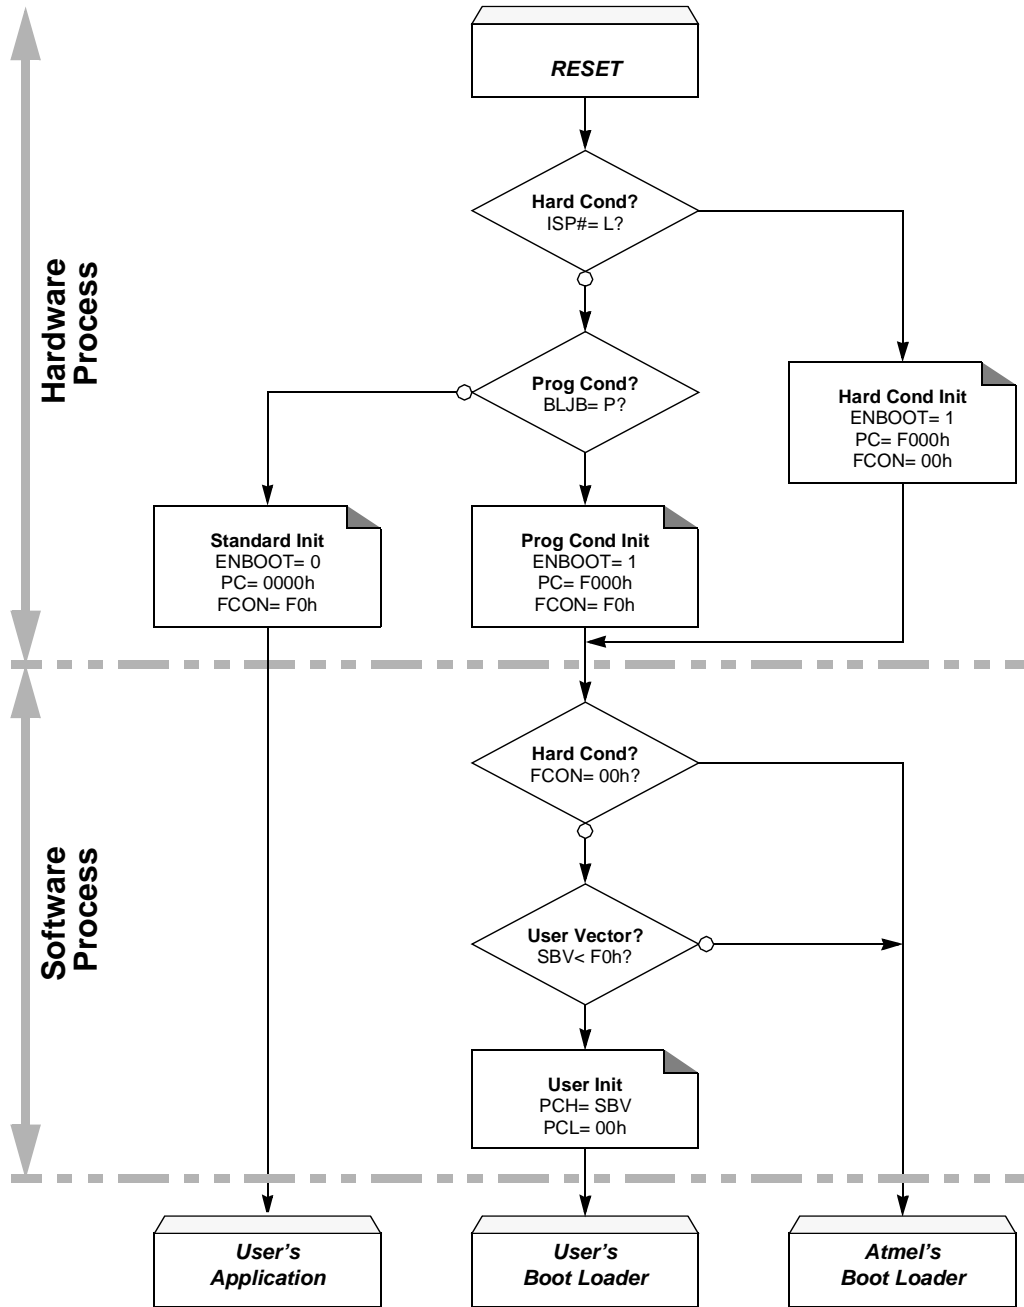 RESET
Hard Cond?
ISP#= L?
Hardware
Process
Prog Cond?
BLJB= P?
Hard Cond Init
ENBOOT= 1
PC= F000h
FCON= 00h
Standard Init
ENBOOT= 0
PC= 0000h
FCON= F0h
Prog Cond Init
ENBOOT= 1
PC= F000h
FCON= F0h
Hard Cond?
FCON= 00h?
Software
Process
User Vector?
SBV< F0h?
User Init
PCH= SBV
PCL= 00h
User's
Application
User's
Boot Loader
Atmel's
Boot Loader